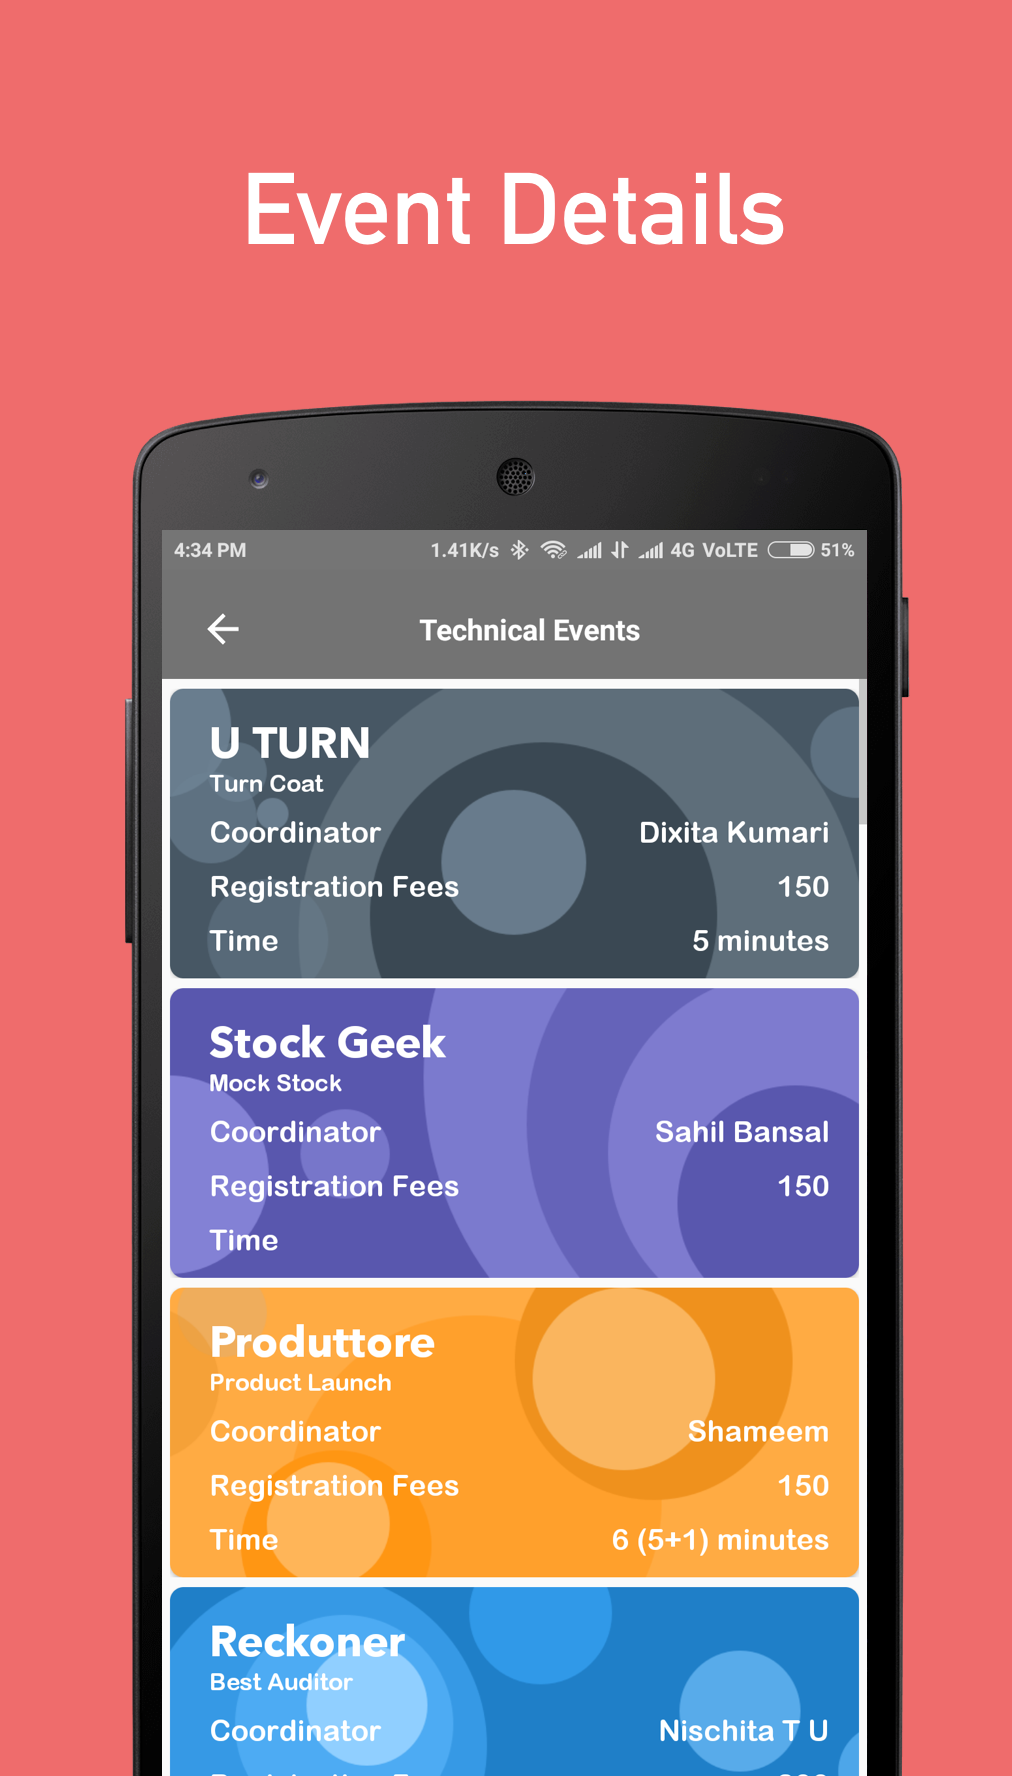 Event Details
4:34 PM 1.41K/s 4G VoLTE 51%
Technical Events
U TURN
Turn Coat
Coordinator Dixita Kumari
Registration Fees 150
Time 5 minutes
Stock Geek
Mock Stock
Coordinator Sahil Bansal
Registration Fees 150
Time
Produttore
Product Launch
Coordinator Shameem
Registration Fees 150
Time 6 (5+1) minutes
Reckoner
Best Auditor
Coordinator Nischita T U